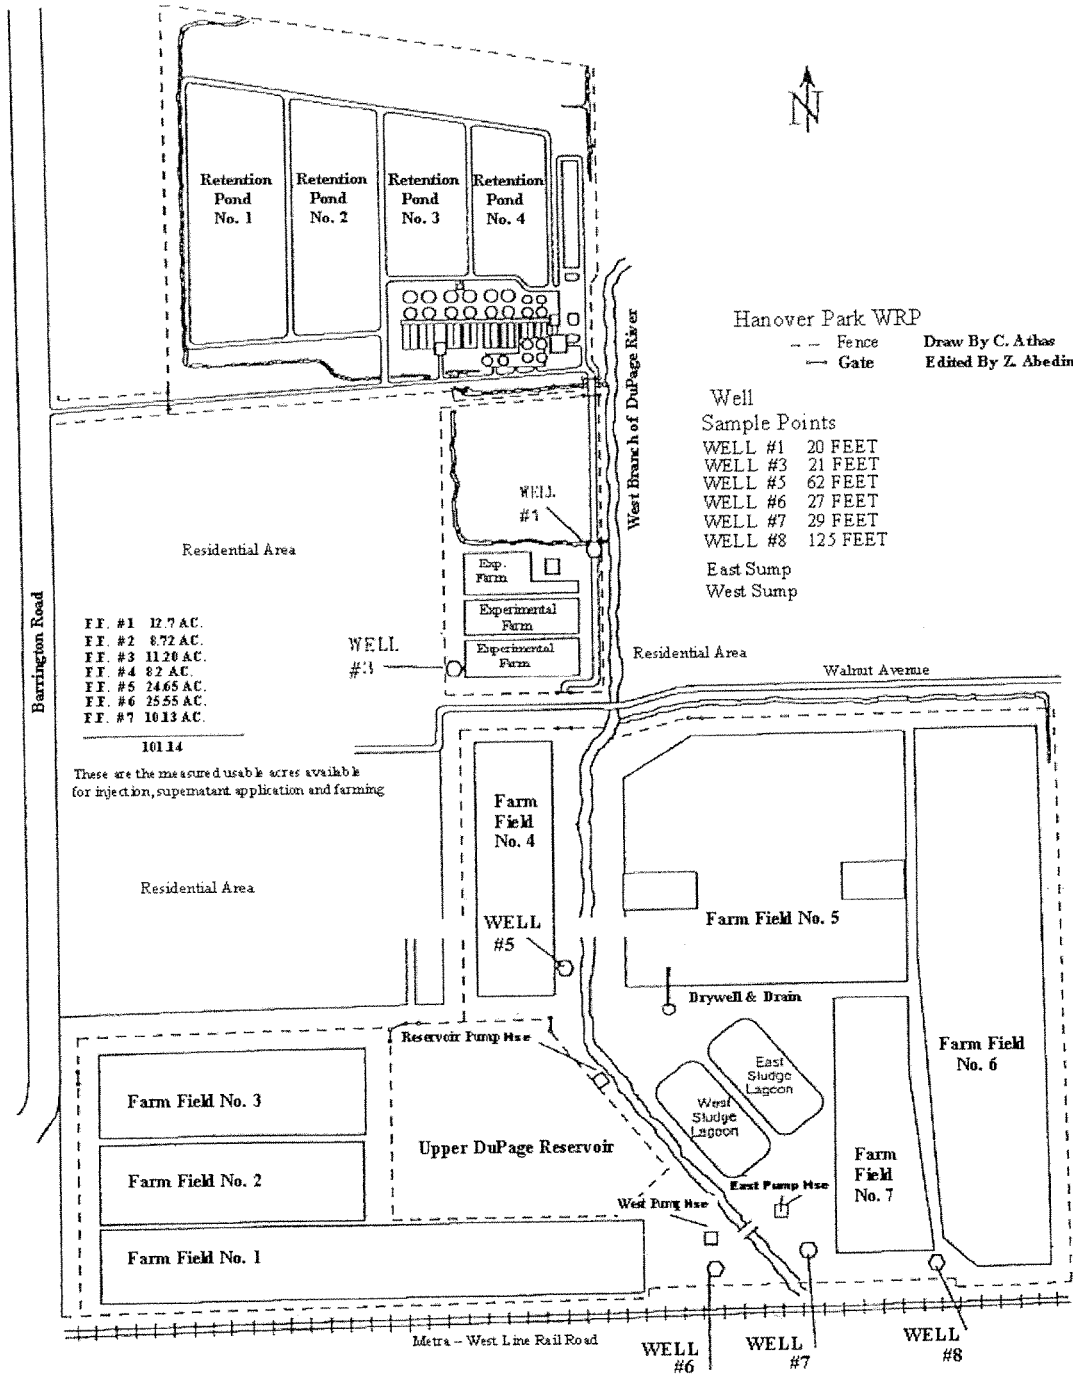 N
Retention
Pond
No. 1
Retention
Pond
No. 2
Retention
Pond
No. 3
Retention
Pond
No. 4
West Branch of DuPage River
Hanover Park WRP
Fence
Gate
Draw By C. Athas
Edited By Z. Abedin
Well
Sample Points
WELL #1 20 FEET
WELL #3 21 FEET
WELL #5 62 FEET
WELL #6 27 FEET
WELL #7 29 FEET
WELL #8 125 FEET
East Sump
West Sump
WELL
#1
Residential Area
Exp.
Farm
Experimental
Farm
Experimental
Farm
WELL
#3
Barrington Road
F.F. #1 12.7 AC.
F.F. #2 8.72 AC.
F.F. #3 11.20 AC.
F.F. #4 8.2 AC.
F.F. #5 24.65 AC.
F.F. #6 25.55 AC.
F.F. #7 10.13 AC.
101.14
These are the measured usable acres available
for injection, supernatant application and farming
Residential Area
Walnut Avenue
Residential Area
Farm
Field
No. 4
WELL
#5
Farm Field No. 5
Drywell & Drain
Reservoir Pump Hse
East
Sludge
Lagoon
West
Sludge
Lagoon
Farm Field
No. 6
Farm Field No. 3
Farm Field No. 2
Farm Field No. 1
Upper DuPage Reservoir
West Pump Hse
East Pump Hse
Farm
Field
No. 7
Metra - West Line Rail Road
WELL
#6
WELL
#7
WELL
#8